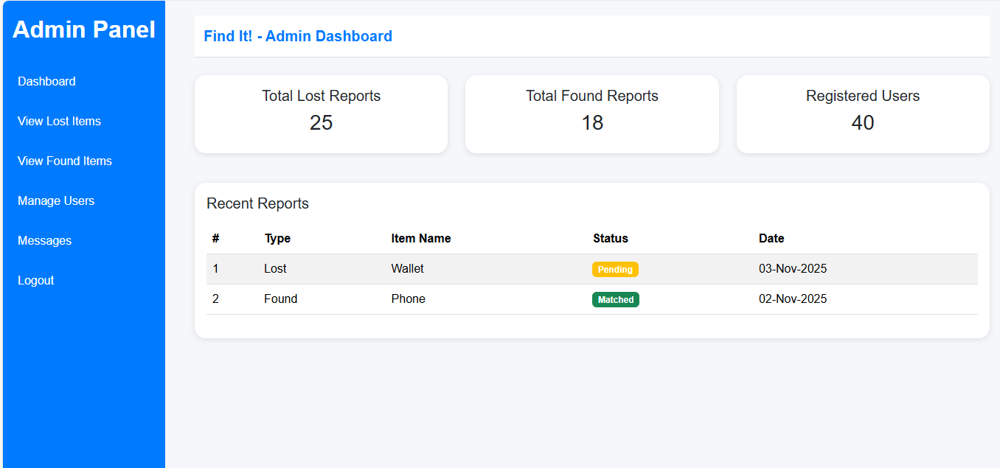 Admin Panel
Dashboard
View Lost Items
View Found Items
Manage Users
Messages
Logout
Find It! - Admin Dashboard
Total Lost Reports
25
Total Found Reports
18
Registered Users
40
Recent Reports
# Type Item Name Status Date
1 Lost Wallet Pending 03-Nov-2025
2 Found Phone Matched 02-Nov-2025